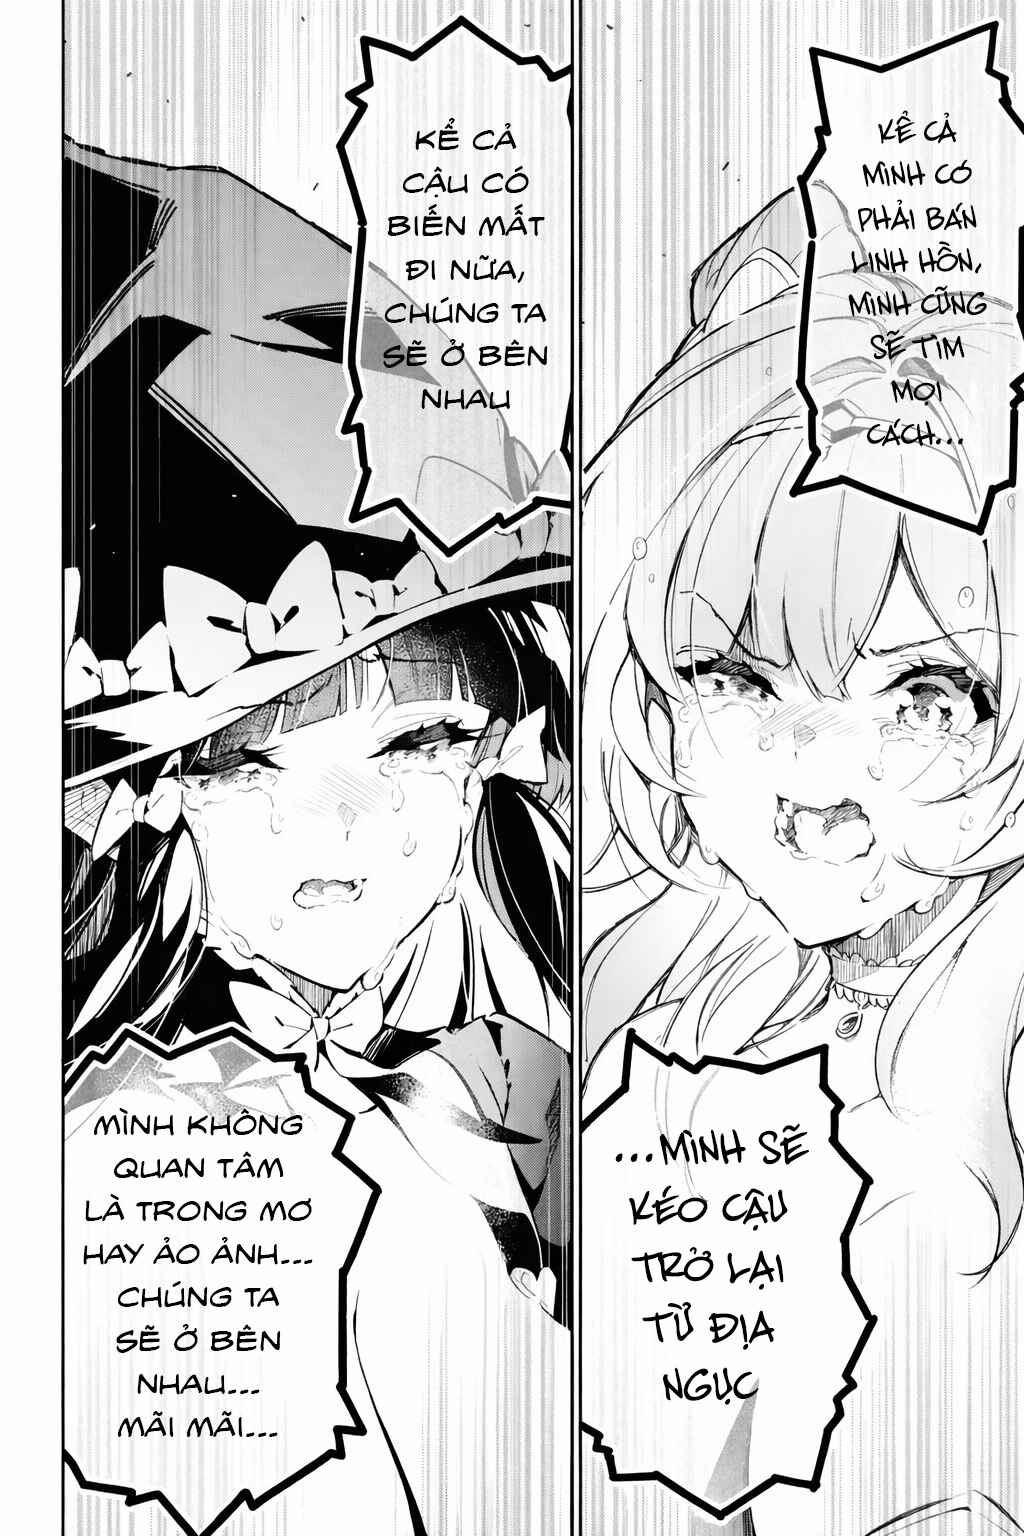 KỂ CẢ
MÌNH CÓ
PHẢI BÁN
LINH HỒN,
MÌNH CŨNG
SẼ TÌM
MỌI
CÁCH...
...MÌNH SẼ
KÉO CẬU
TRỞ LẠI
TỪ ĐỊA
NGỤC
KỂ CẢ
CẬU CÓ
BIẾN MẤT
ĐI NỮA,
CHÚNG TA
SẼ Ở BÊN
NHAU
MÌNH KHÔNG
QUAN TÂM
LÀ TRONG MƠ
HAY ẢO ẢNH...
CHÚNG TA
SẼ Ở BÊN
NHAU...
MÃI MÃI...